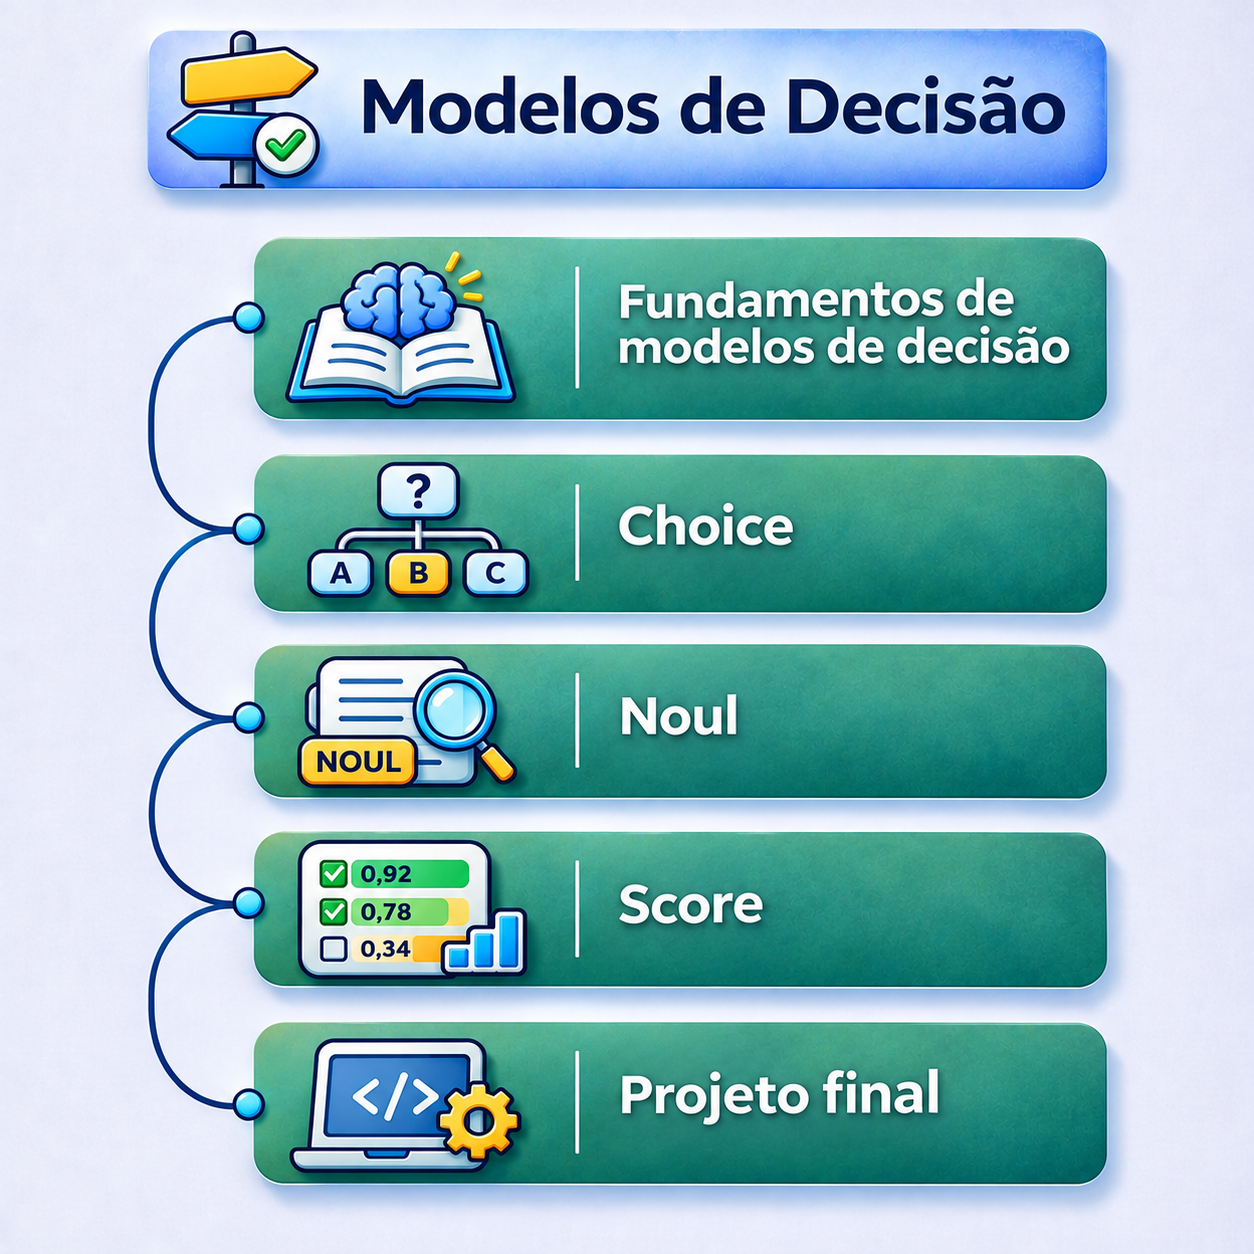 Modelos de Decisão
Fundamentos de
modelos de decisão
?
A B C
Choice
NOUL
Noul
0,92
0,78
0,34
Score
</>
Projeto final